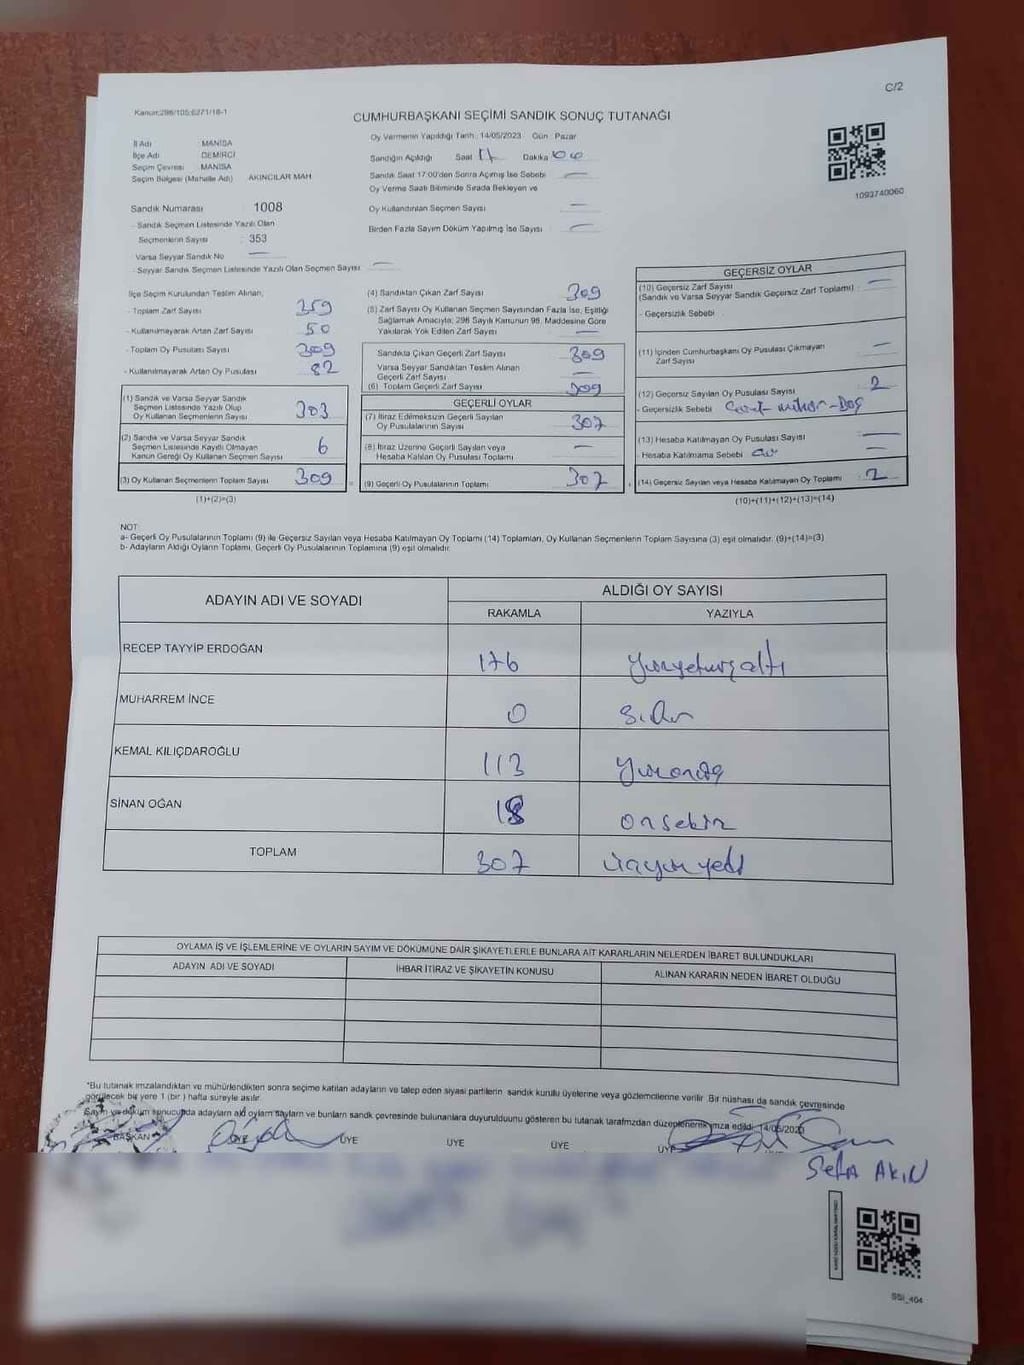 C/2
Kanun:298/105;6271/18-1
CUMHURBAŞKANI SEÇİMİ SANDIK SONUÇ TUTANAĞI
İl Adı : MANİSA
İlçe Adı : DEMİRCİ
Seçim Çevresi : MANİSA
Seçim Bölgesi (Mahalle Adı) : AKINCILAR MAH
Sandık Numarası : 1008
- Sandık Seçmen Listesinde Yazılı Olan
Seçmenlerin Sayısı : 353
- Varsa Seyyar Sandık No : —
- Seyyar Sandık Seçmen Listesinde Yazılı Olan Seçmen Sayısı : —
Oy Vermenin Yapıldığı Tarih : 14/05/2023 Gün : Pazar
Sandığın Açıldığı Saat Dakika 00
Sandık Saat 17:00'den Sonra Açılmış İse Sebebi —
Oy Verme Saati Bitiminde Sırada Bekleyen ve
Oy Kullandırılan Seçmen Sayısı —
Birden Fazla Sayım Döküm Yapılmış İse Sayısı —
1093740060
İlçe Seçim Kurulundan Teslim Alınan;
- Toplam Zarf Sayısı : 359
- Kullanılmayarak Artan Zarf Sayısı : 50
- Toplam Oy Pusulası Sayısı : 309
- Kullanılmayarak Artan Oy Pusulası : 82
(1) Sandık ve Varsa Seyyar Sandık
Seçmen Listesinde Yazılı Olup
Oy Kullanan Seçmenlerin Sayısı : 303
(2) Sandık ve Varsa Seyyar Sandık
Seçmen Listesinde Kayıtlı Olmayan
Kanun Gereği Oy Kullanan Seçmen Sayısı : 6
(3) Oy Kullanan Seçmenlerin Toplam Sayısı : 309
(1)+(2)=(3)
(4) Sandıktan Çıkan Zarf Sayısı : 309
(5) Zarf Sayısı Oy Kullanan Seçmen Sayısından Fazla İse, Eşitliği
Sağlamak Amacıyla; 298 Sayılı Kanunun 98. Maddesine Göre
Yakılarak Yok Edilen Zarf Sayısı : —
Sandıkta Çıkan Geçerli Zarf Sayısı : 309
Varsa Seyyar Sandıktan Teslim Alınan
Geçerli Zarf Sayısı : —
(6) Toplam Geçerli Zarf Sayısı : 309
GEÇERLİ OYLAR
(7) İtiraz Edilmeksizin Geçerli Sayılan
Oy Pusulalarının Sayısı : 307
(8) İtiraz Üzerine Geçerli Sayılan veya
Hesaba Katılan Oy Pusulası Toplamı : —
(9) Geçerli Oy Pusulalarının Toplamı : 307
GEÇERSİZ OYLAR
(10) Geçersiz Zarf Sayısı : —
(Sandık ve Varsa Seyyar Sandık Geçersiz Zarf Toplamı)
- Geçersizlik Sebebi
(11) İçinden Cumhurbaşkanı Oy Pusulası Çıkmayan : —
Zarf Sayısı
(12) Geçersiz Sayılan Oy Pusulası Sayısı : 2
- Geçersizlik Sebebi
(13) Hesaba Katılmayan Oy Pusulası Sayısı : —
- Hesaba Katılmama Sebebi
(14) Geçersiz Sayılan veya Hesaba Katılmayan Oy Toplamı : 2
(10)+(11)+(12)+(13)=(14)
NOT:
a- Geçerli Oy Pusulalarının Toplamı (9) ile Geçersiz Sayılan veya Hesaba Katılmayan Oy Toplamı (14) Toplamları, Oy Kullanan Seçmenlerin Toplam Sayısına (3) eşit olmalıdır. (9)+(14)=(3)
b- Adayların Aldığı Oyların Toplamı, Geçerli Oy Pusulalarının Toplamına (9) eşit olmalıdır.
ADAYIN ADI VE SOYADI ALDIĞI OY SAYISI
RAKAMLA YAZIYLA
RECEP TAYYİP ERDOĞAN 176 yüzyetmişaltı
MUHARREM İNCE 0 sıfır
KEMAL KILIÇDAROĞLU 113 yüzonüç
SİNAN OĞAN 18 onsekiz
TOPLAM 307 üçyüzyedi
OYLAMA İŞ VE İŞLEMLERİNE VE OYLARIN SAYIM VE DÖKÜMÜNE DAİR ŞİKAYETLERLE BUNLARA AİT KARARLARIN NELERDEN İBARET BULUNDUKLARI
ADAYIN ADI VE SOYADI İHBAR İTİRAZ VE ŞİKAYETİN KONUSU ALINAN KARARIN NEDEN İBARET OLDUĞU
*Bu tutanak imzalandıktan ve mühürlendikten sonra seçime katılan adayların ve talep eden siyasi partilerin sandık kurulu üyelerine veya gözlemcilerine verilir. Bir nüshası da sandık çevresinde
görülecek bir yere 1 (bir ) hafta süreyle asılır.
Sayım ve döküm sonucunda adayların ald oyların sayların ve bunların sandık çevresinde bulunanlara duyurulduunu gösteren bu tutanak tarafmzdan düzenlenerek imza edildi. 14/05/2023
BAŞKAN ÜYE ÜYE ÜYE ÜYE ÜYE
Sefa AKIN
SSİ_404